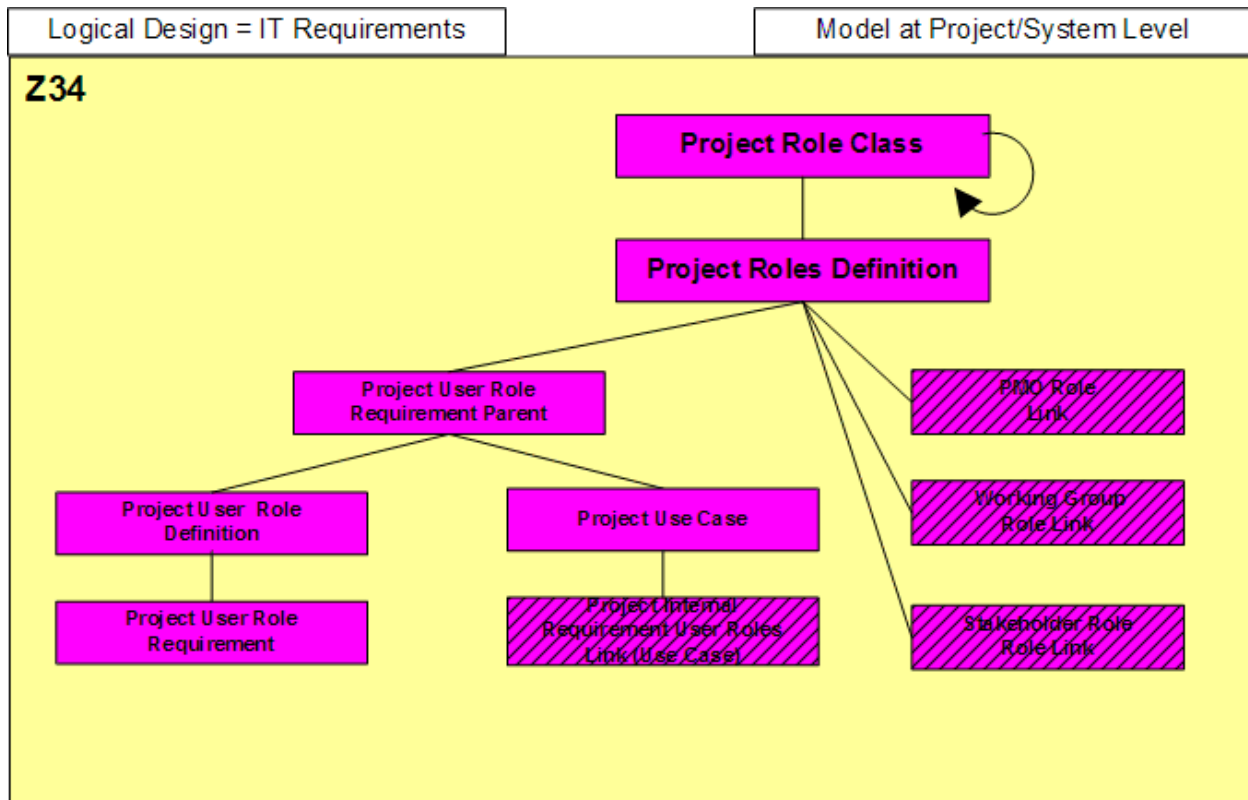 Logical Design = IT Requirements
Model at Project/System Level
Z34
Project Role Class
Project Roles Definition
Project User Role
Requirement Parent
PMO Role
Link
Project User Role
Definition
Project Use Case
Working Group
Role Link
Project User Role
Requirement
Project Internal
Requirement User Roles
Link (Use Case)
Stakeholder Role
Role Link